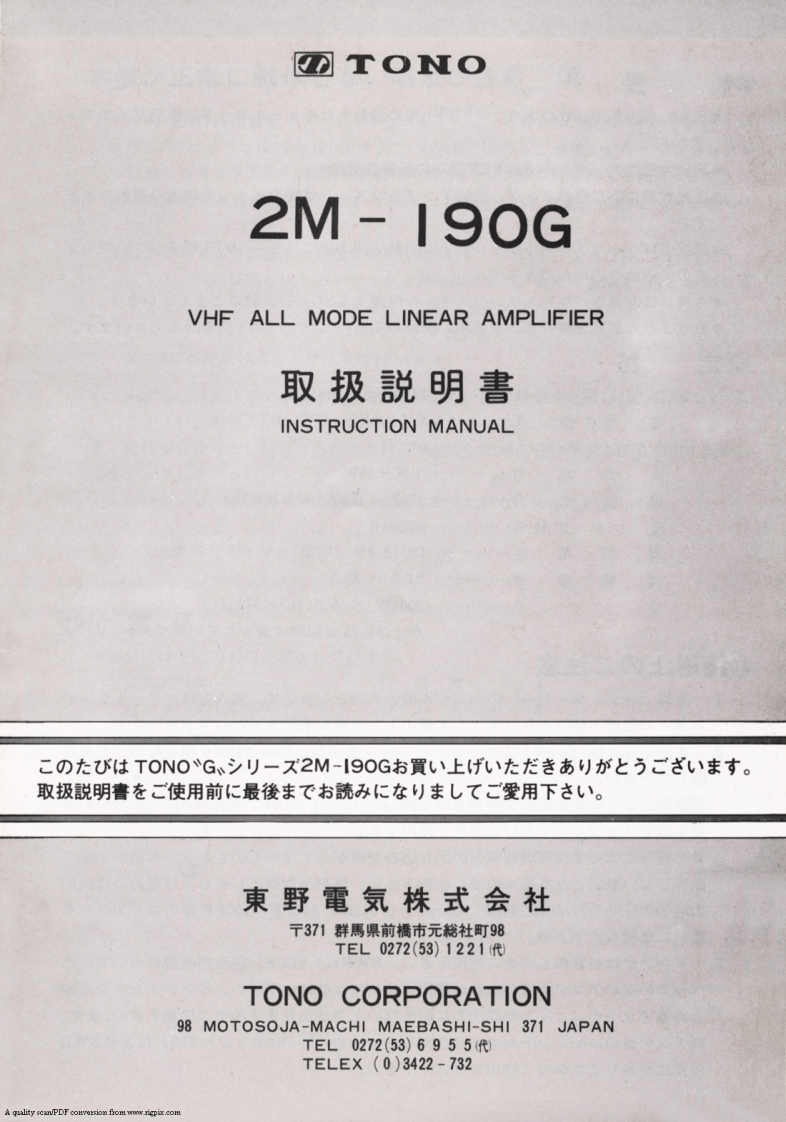 TONO
2M-190G
VHF ALL MODE LINEAR AMPLIFIER
取扱説明書
INSTRUCTION MANUAL
このたびは TONO〝G〟シリーズ2M-190Gお買い上げいただきありがとうございます。
取扱説明書をご使用前に最後までお読みになりましてご愛用下さい。
東野電気株式会社
〒371 群馬県前橋市元総社町98
TEL 0272(53)1221㈹
TONO CORPORATION
98 MOTOSOJA-MACHI MAEBASHI-SHI 371 JAPAN
TEL 0272(53)6955㈹
TELEX (0)3422-732
A quality scan/PDF conversion from www.rigpix.com